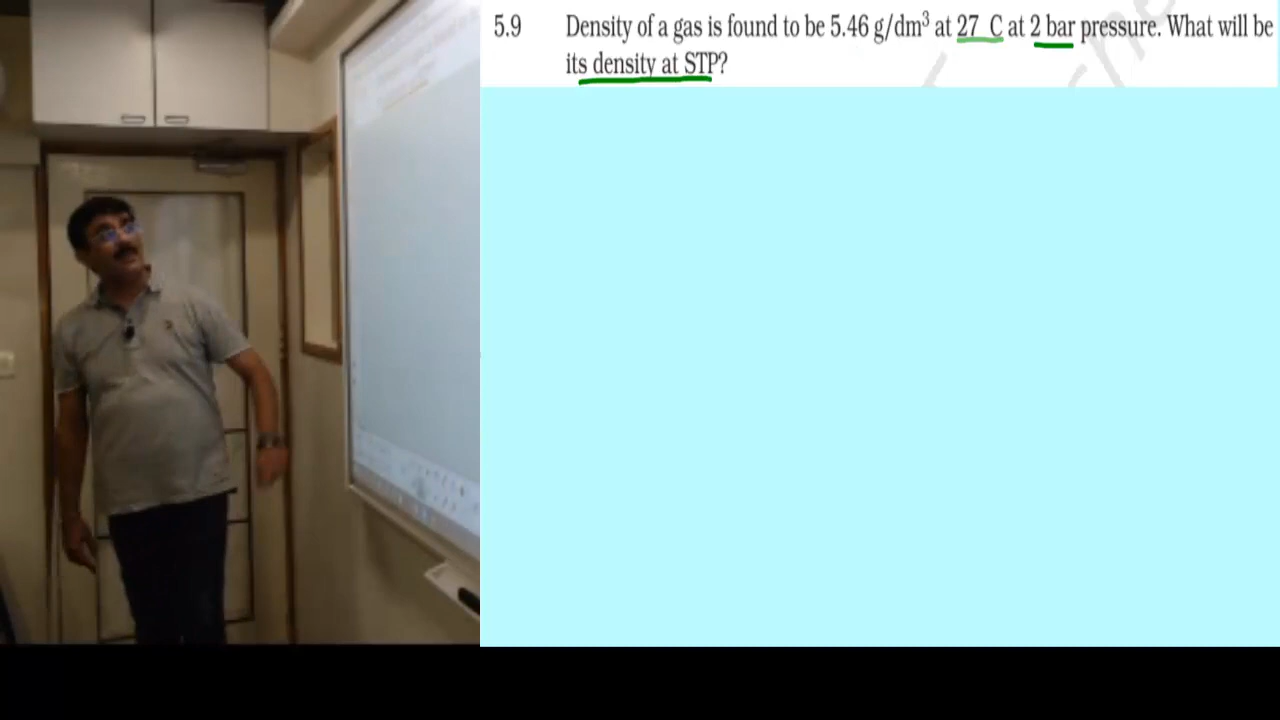 5.9 Density of a gas is found to be 5.46 g/dm³ at 27 C at 2 bar pressure. What will be
its density at STP?